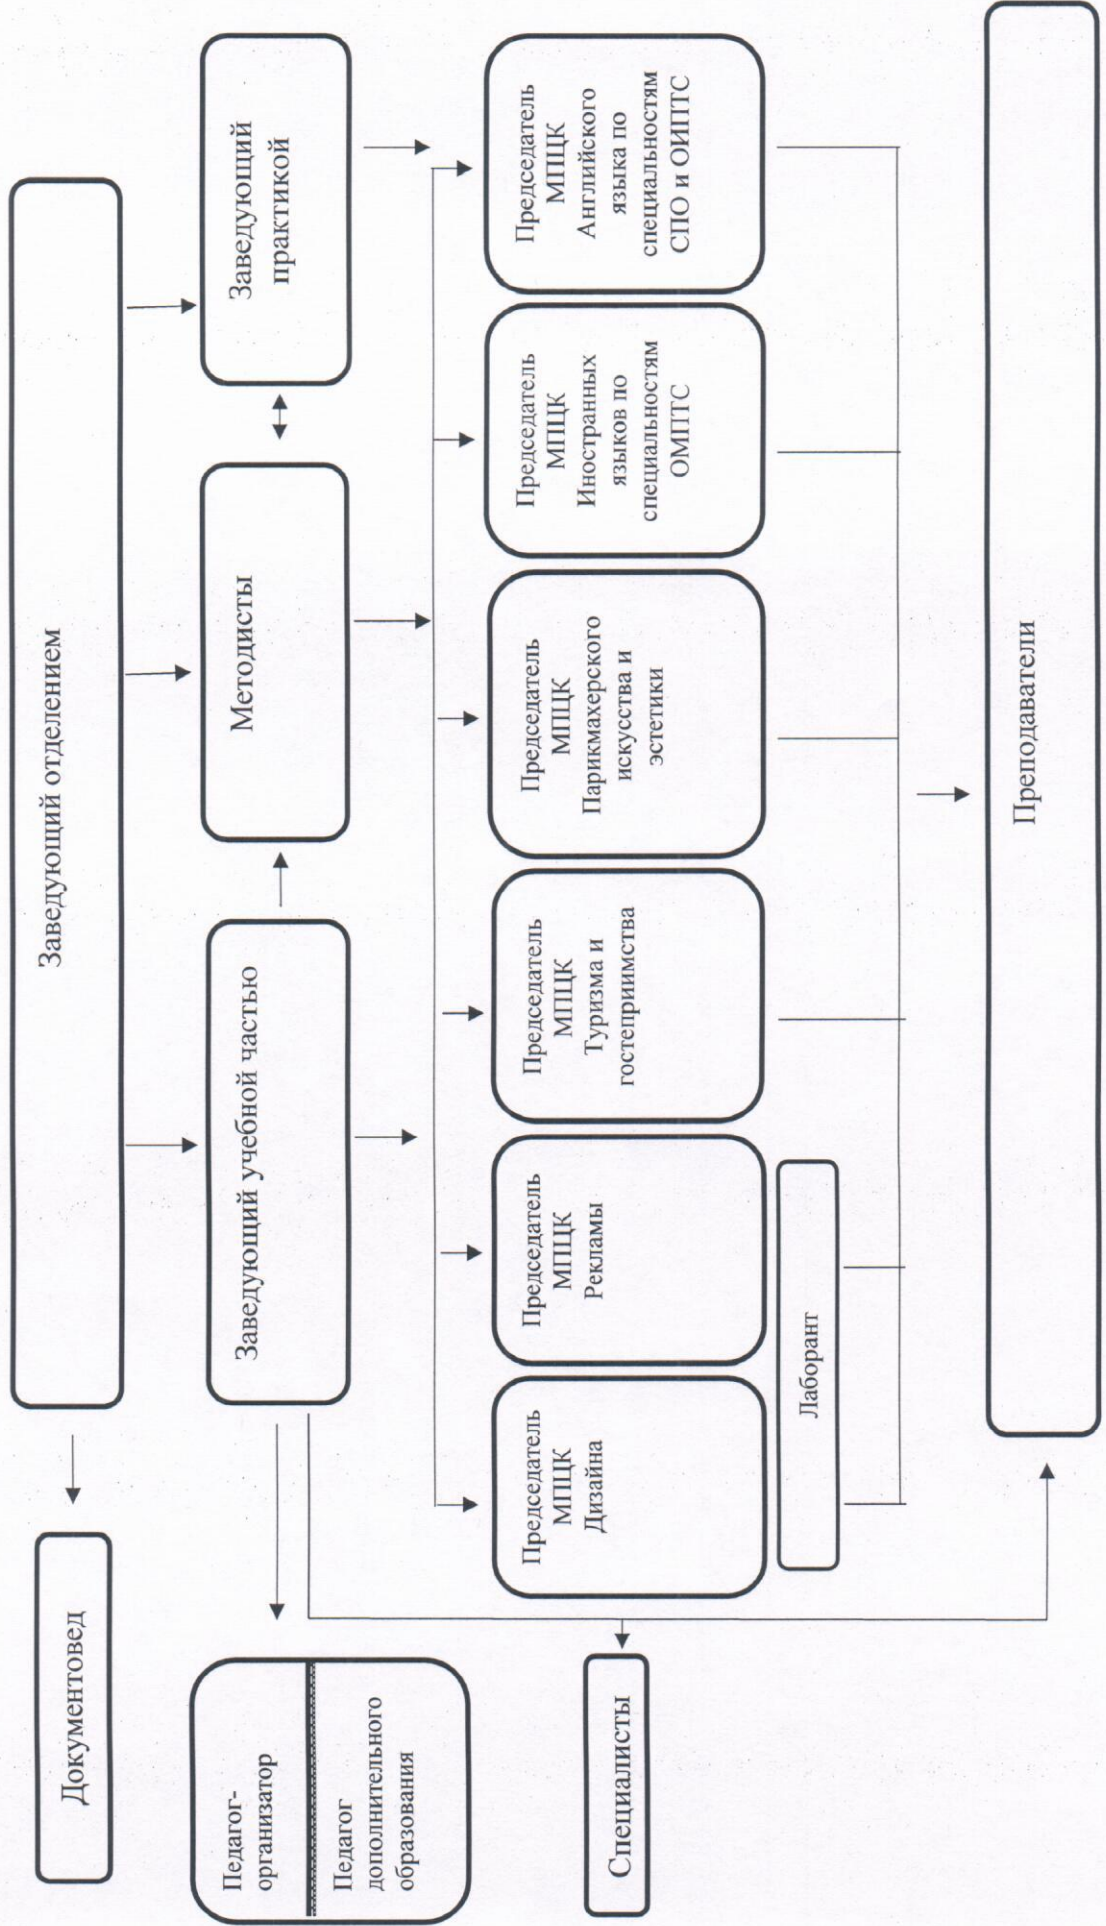 Заведующий отделением
Документовед
Педагог-
организатор
Педагог
дополнительного
образования
Заведующий учебной частью
Методисты
Заведующий
практикой
Специалисты
Председатель
МПЦК
Дизайна
Председатель
МПЦК
Рекламы
Председатель
МПЦК
Туризма и
гостеприимства
Председатель
МПЦК
Парикмахерского
искусства и
эстетики
Председатель
МПЦК
Иностранных
языков по
специальностям
ОМПТС
Председатель
МПЦК
Английского
языка по
специальностям
СПО и ОИПТС
Лаборант
Преподаватели